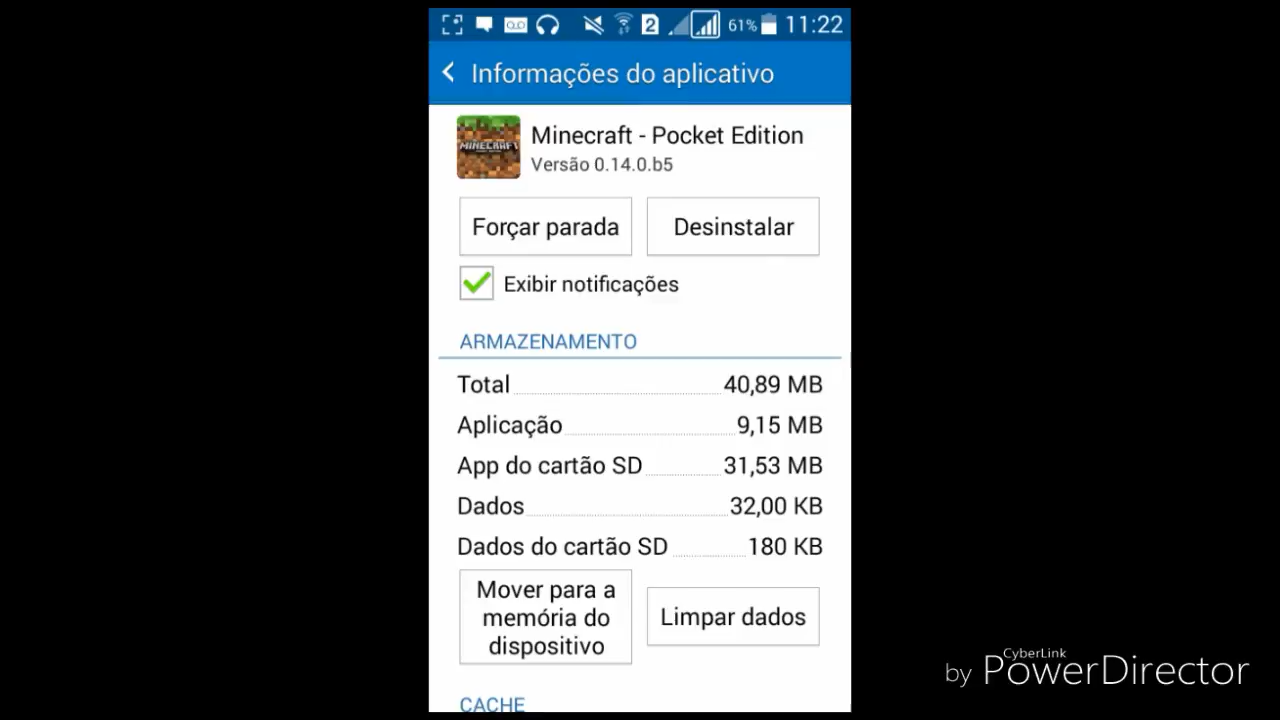 2 61% 11:22
Informações do aplicativo
MINECRAFT
Minecraft - Pocket Edition
Versão 0.14.0.b5
Forçar parada
Desinstalar
Exibir notificações
ARMAZENAMENTO
Total 40,89 MB
Aplicação 9,15 MB
App do cartão SD 31,53 MB
Dados 32,00 KB
Dados do cartão SD 180 KB
Mover para a
memória do
dispositivo
Limpar dados
CACHE
CyberLink
by PowerDirector